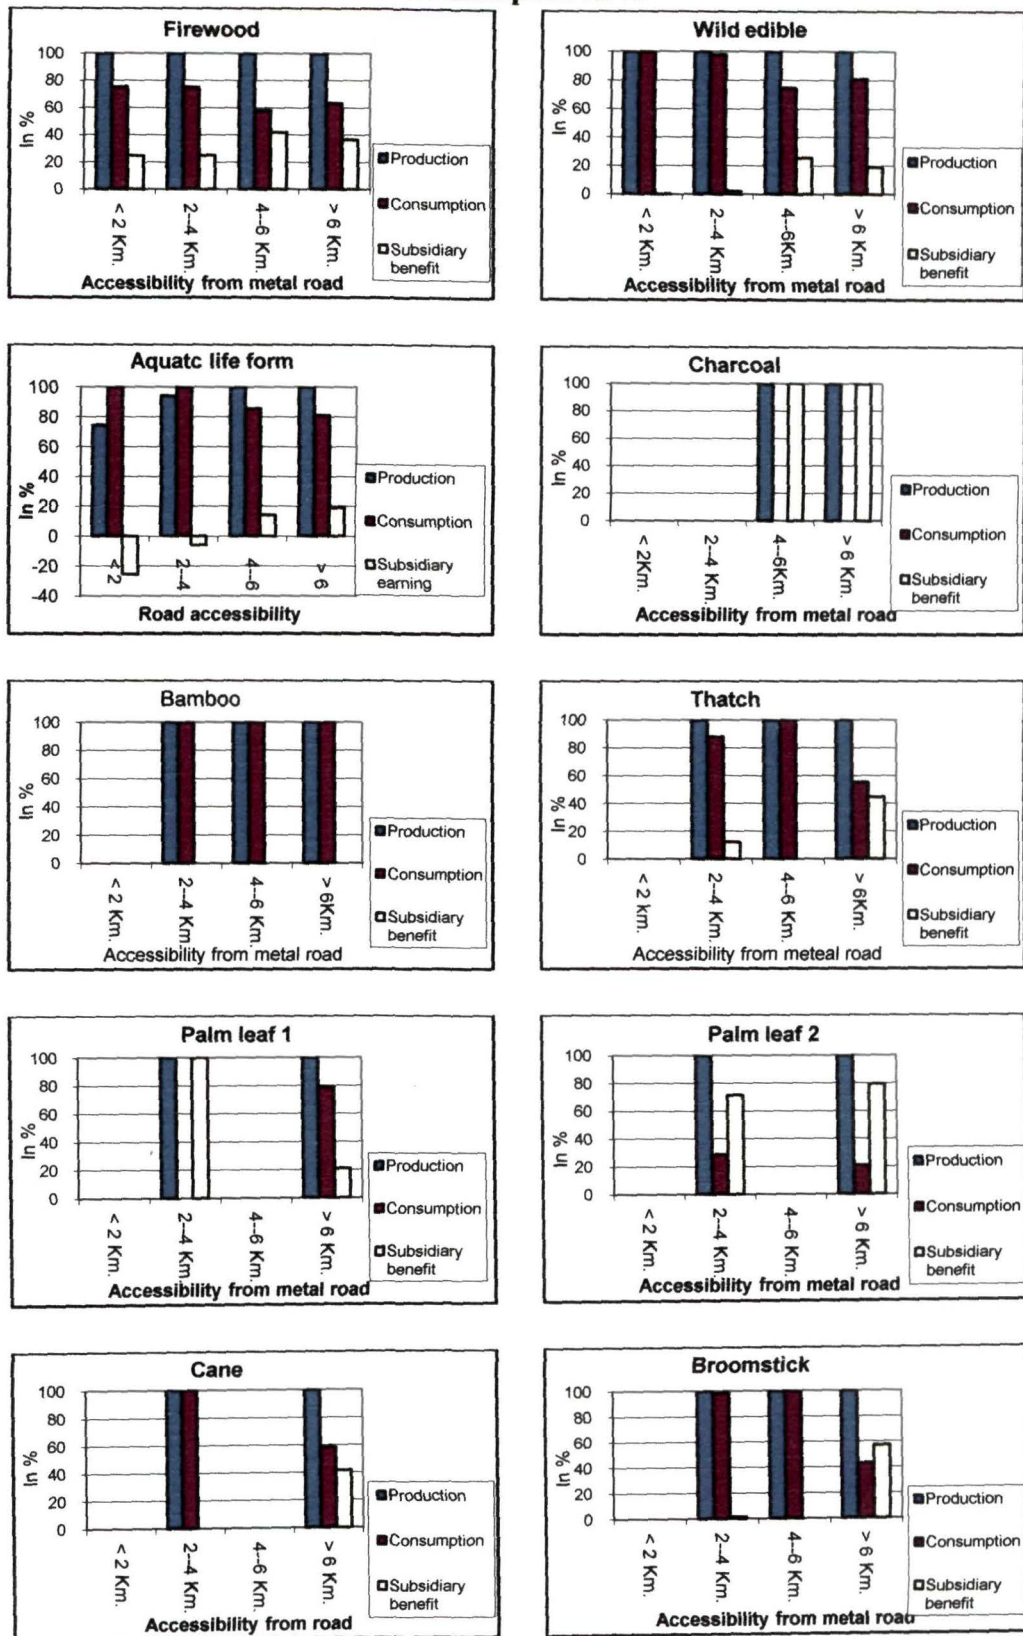 Firewood
100
80
60
40
20
0
In %
< 2 Km.
2--4 Km.
4--6 Km.
> 6 Km.
Accessibility from metal road
Production
Consumption
Subsidiary
benefit
Wild edible
100
80
60
40
20
0
In %
< 2 Km.
2--4 Km.
4--6Km.
> 6 Km.
Accessibility from metal road
Production
Consumption
Subsidiary
benefit
Aquatc life form
100
80
60
40
20
0
-20
-40
In %
< 2
2--4
4--6
> 6
Road accessibility
Production
Consumption
Subsidiary
earning
Charcoal
100
80
60
40
20
0
In %
< 2Km.
2--4 Km.
4--6Km.
> 6 Km.
Accessibility from metal road
Production
Consumption
Subsidiary
benefit
Bamboo
100
80
60
40
20
0
In %
< 2 Km.
2--4 Km.
4--6 Km.
> 6Km.
Accessibility from metal road
Production
Consumption
Subsidiary
benefit
Thatch
100
80
60
40
20
0
In %
< 2 km.
2--4 Km.
4--6 Km.
> 6Km.
Accessibility from meteal road
Production
Consumption
Subsidiary
benefit
Palm leaf 1
100
80
60
40
20
0
In %
< 2 Km.
2--4 Km.
4--6 Km.
> 6 Km.
Accessibility from metal road
Production
Consumption
Subsidiary
benefit
Palm leaf 2
100
80
60
40
20
0
In %
< 2 Km.
2--4 Km.
4--6 Km.
> 6 Km.
Accessibility from metal road
Production
Consumption
Subsidiary
benefit
Cane
100
80
60
40
20
0
In %
< 2 Km.
2--4 Km.
4--6 Km.
> 6 Km.
Accessibility from road
Production
Consumption
Subsidiary
benefit
Broomstick
100
80
60
40
20
0
In %
< 2 Km.
2--4 Km.
4--6 Km.
> 6 Km.
Accessibility from metal road
Production
Consumption
Subsidiary
benefit